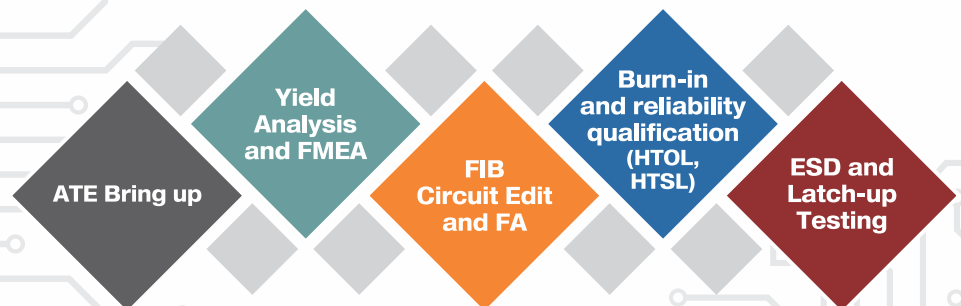 ATE Bring up
Yield
Analysis
and FMEA
FIB
Circuit Edit
and FA
Burn-in
and reliability
qualification
(HTOL,
HTSL)
ESD and
Latch-up
Testing